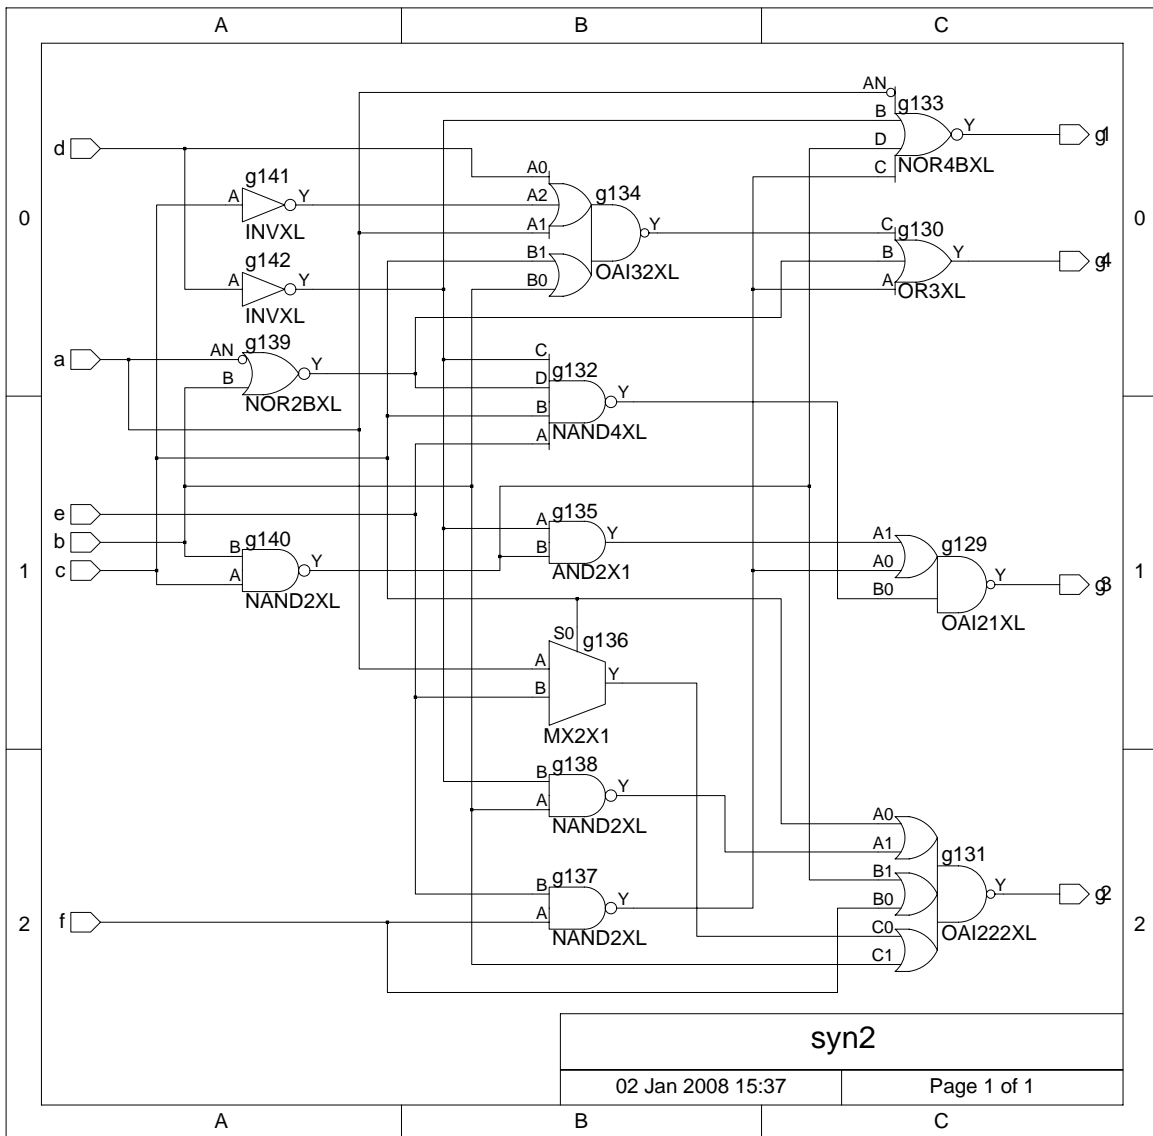 A B C
AN
g133
B Y
d D g1
g141 A0 C NOR4BXL
A Y A2 g134
0 INVXL A1 Y C g130 0
g142 B1 OAI32XL B Y g4
A Y B0 A OR3XL
INVXL
a AN g139 C g132
B Y D Y
NOR2BXL B NAND4XL
A
e g135
b B g140 A Y A1 g129
1 c A Y B AND2X1 A0 Y g3 1
NAND2XL B0 OAI21XL
S0 g136
A Y
B
MX2X1
g138
B Y A0
A NAND2XL A1 g131
g137 B1 Y g2
B Y B0
2 f A NAND2XL C0 OAI222XL 2
C1
syn2
02 Jan 2008 15:37 Page 1 of 1
A B C